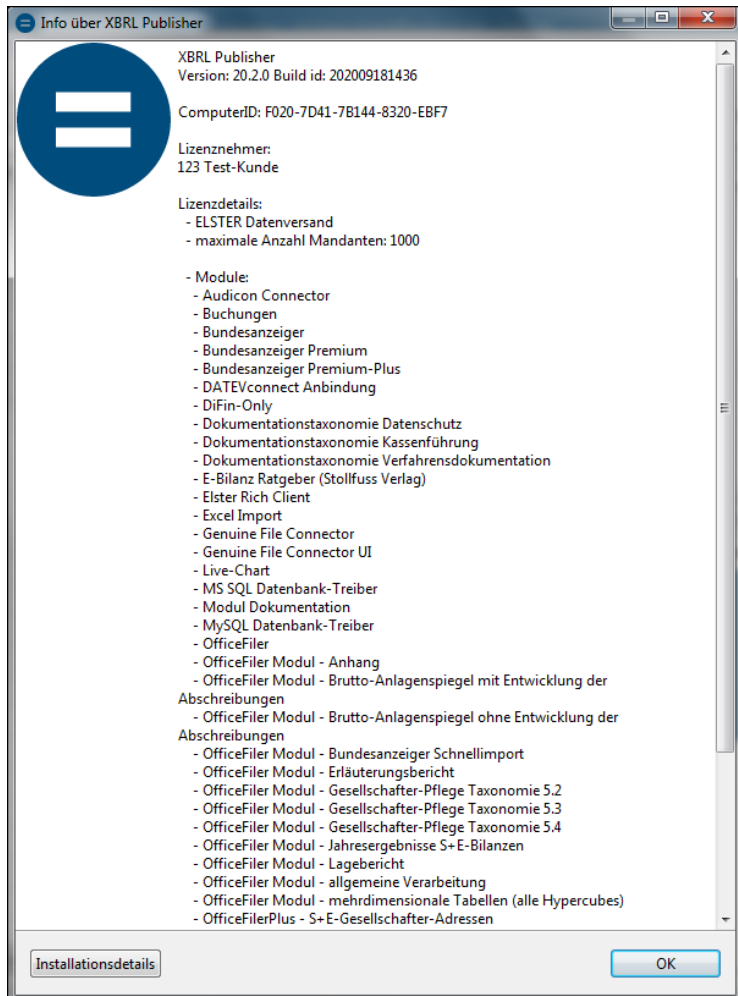 Info über XBRL Publisher
XBRL Publisher
Version: 20.2.0 Build id: 202009181436
ComputerID: F020-7D41-7B144-8320-EBF7
Lizenznehmer:
123 Test-Kunde
Lizenzdetails:
- ELSTER Datenversand
- maximale Anzahl Mandanten: 1000
- Module:
- Audicon Connector
- Buchungen
- Bundesanzeiger
- Bundesanzeiger Premium
- Bundesanzeiger Premium-Plus
- DATEVconnect Anbindung
- DiFin-Only
- Dokumentationstaxonomie Datenschutz
- Dokumentationstaxonomie Kassenführung
- Dokumentationstaxonomie Verfahrensdokumentation
- E-Bilanz Ratgeber (Stollfuss Verlag)
- Elster Rich Client
- Excel Import
- Genuine File Connector
- Genuine File Connector UI
- Live-Chart
- MS SQL Datenbank-Treiber
- Modul Dokumentation
- MySQL Datenbank-Treiber
- OfficeFiler
- OfficeFiler Modul - Anhang
- OfficeFiler Modul - Brutto-Anlagenspiegel mit Entwicklung der
Abschreibungen
- OfficeFiler Modul - Brutto-Anlagenspiegel ohne Entwicklung der
Abschreibungen
- OfficeFiler Modul - Bundesanzeiger Schnellimport
- OfficeFiler Modul - Erläuterungsbericht
- OfficeFiler Modul - Gesellschafter-Pflege Taxonomie 5.2
- OfficeFiler Modul - Gesellschafter-Pflege Taxonomie 5.3
- OfficeFiler Modul - Gesellschafter-Pflege Taxonomie 5.4
- OfficeFiler Modul - Jahresergebnisse S+E-Bilanzen
- OfficeFiler Modul - Lagebericht
- OfficeFiler Modul - allgemeine Verarbeitung
- OfficeFiler Modul - mehrdimensionale Tabellen (alle Hypercubes)
- OfficeFilerPlus - S+E-Gesellschafter-Adressen
Installationsdetails
OK